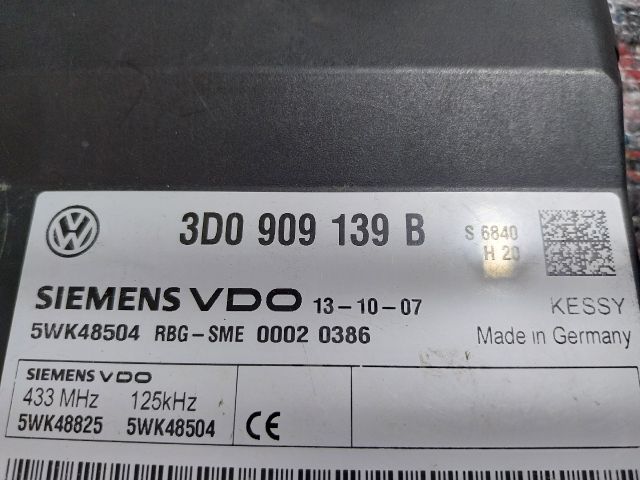 3D0 909 139 B S 6840
H 20
SIEMENS VDO 13-10-07 KESSY
5WK48504 RBG-SME 0002 0386 Made in Germany
SIEMENS VDO
433 MHz 125kHz
5WK48825 5WK48504 CE